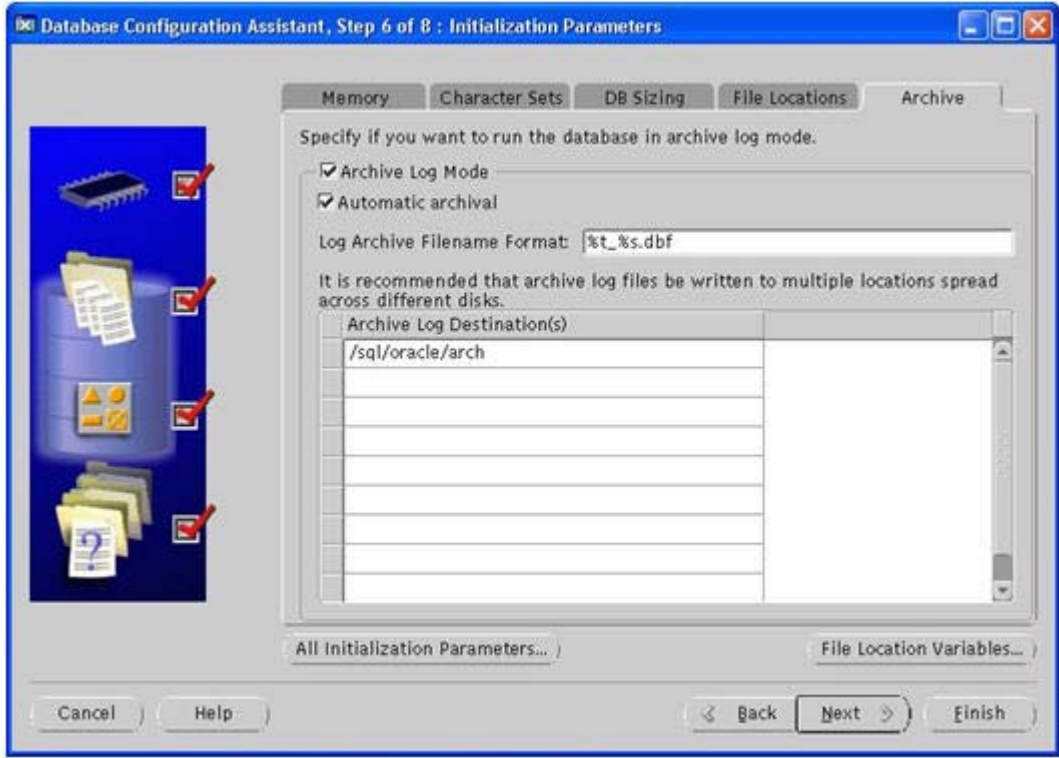 Database Configuration Assistant, Step 6 of 8 : Initialization Parameters
Memory Character Sets DB Sizing File Locations Archive
Specify if you want to run the database in archive log mode.
Archive Log Mode
Automatic archival
Log Archive Filename Format: %t_%s.dbf
It is recommended that archive log files be written to multiple locations spread
across different disks.
Archive Log Destination(s)
/sql/oracle/arch
?
All Initialization Parameters... File Location Variables...
Cancel Help Back Next Finish